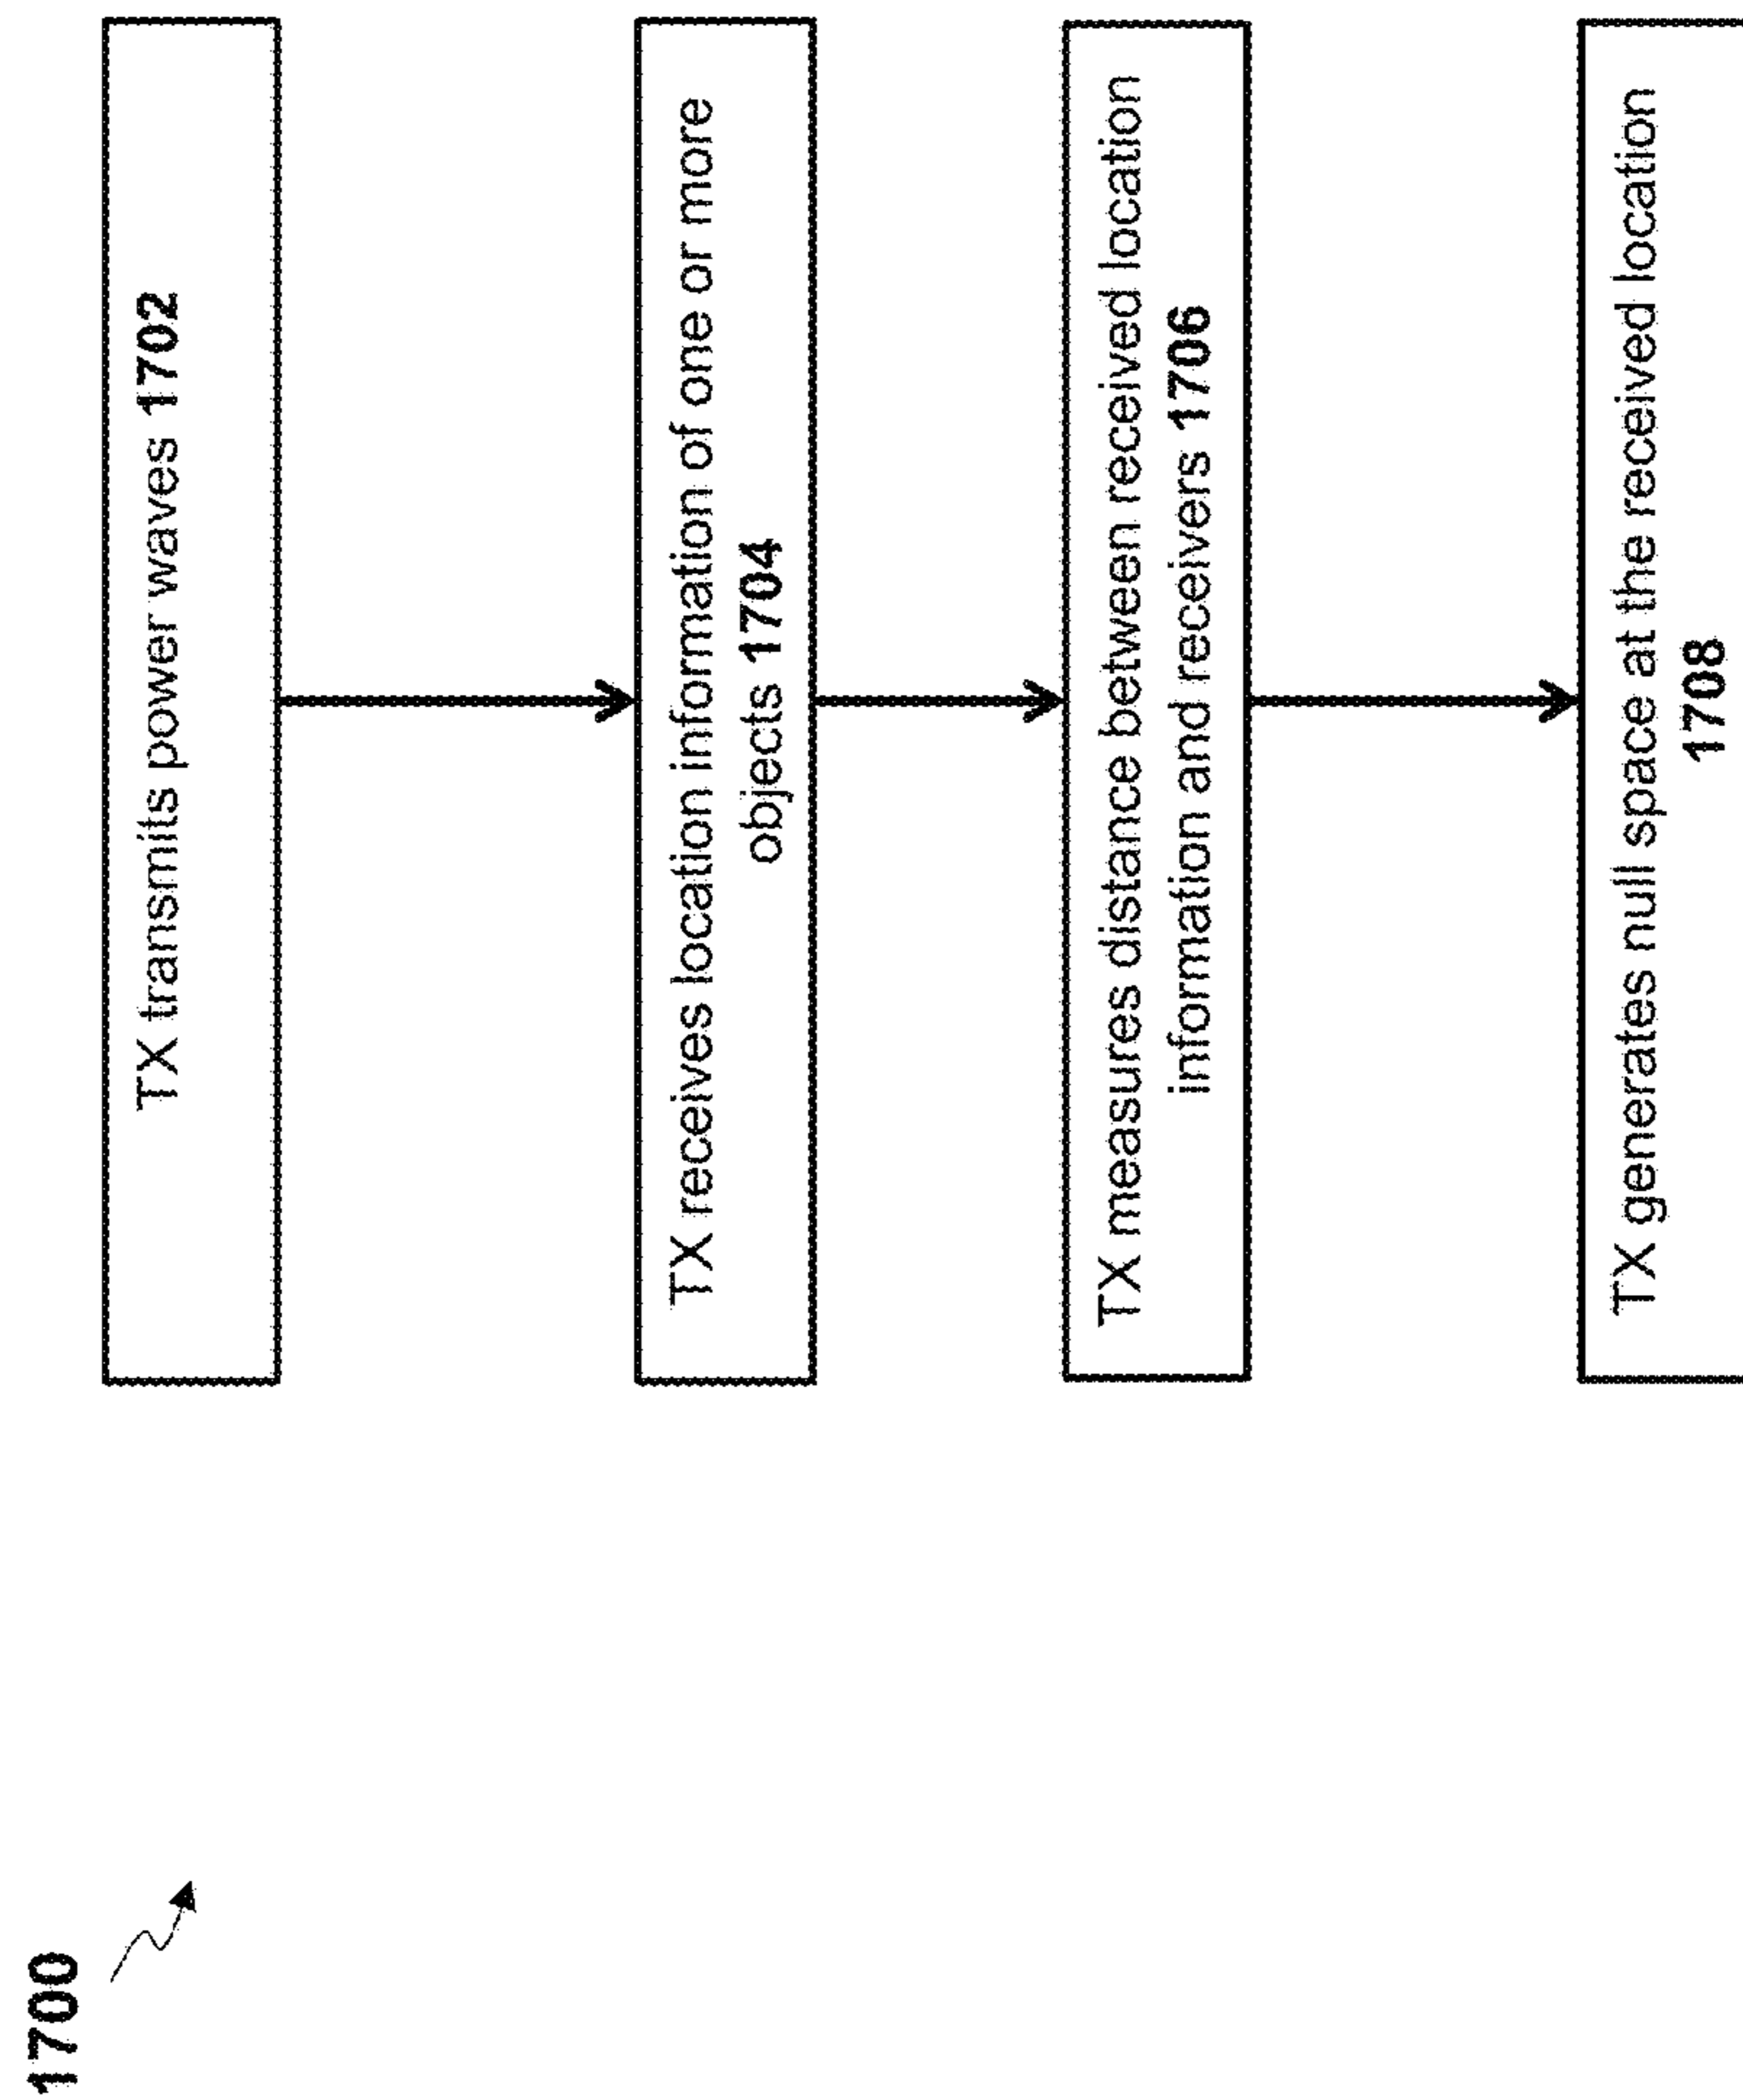 1700
TX transmits power waves 1702
TX receives location information of one or more
objects 1704
TX measures distance between received location
information and receivers 1706
TX generates null space at the received location
1708